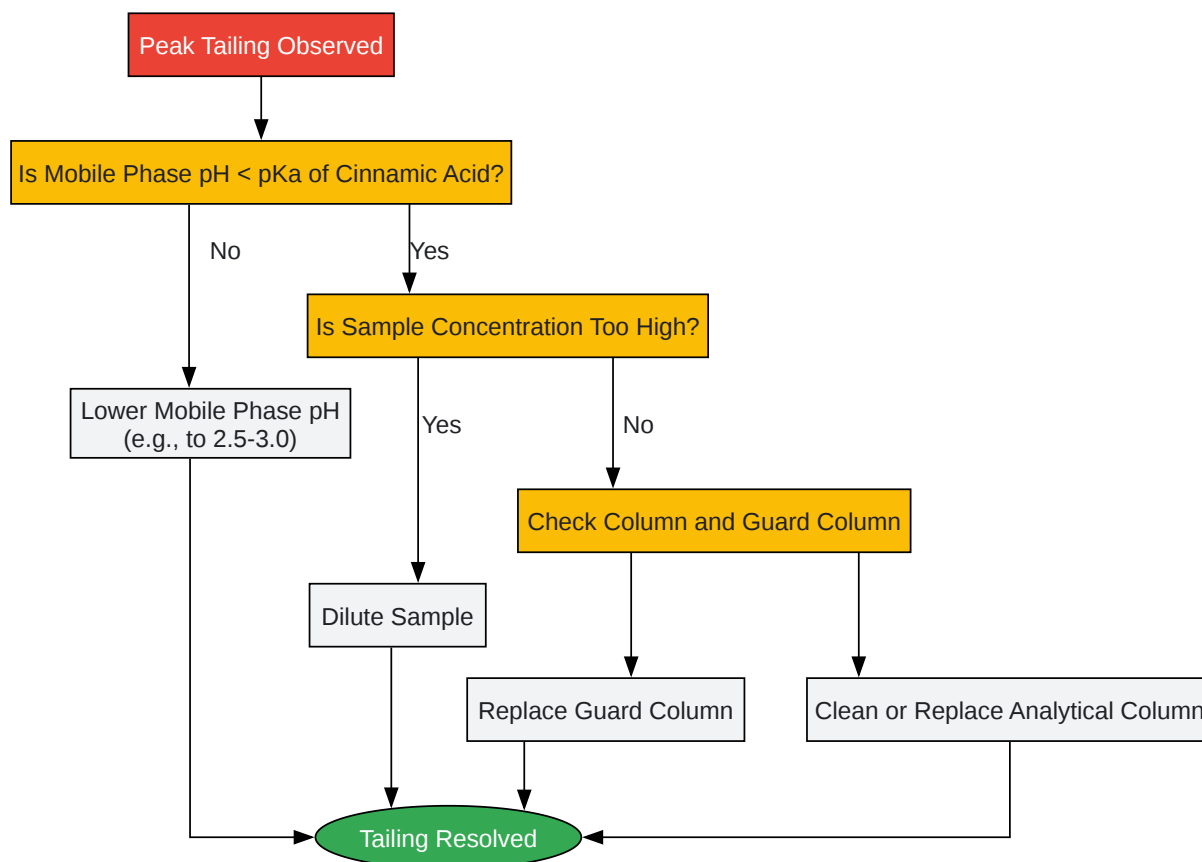 Peak Tailing Observed
Is Mobile Phase pH < pKa of Cinnamic Acid?
No
Yes
Is Sample Concentration Too High?
Lower Mobile Phase pH
(e.g., to 2.5-3.0)
Yes
No
Check Column and Guard Column
Dilute Sample
Replace Guard Column
Clean or Replace Analytical Column
Tailing Resolved